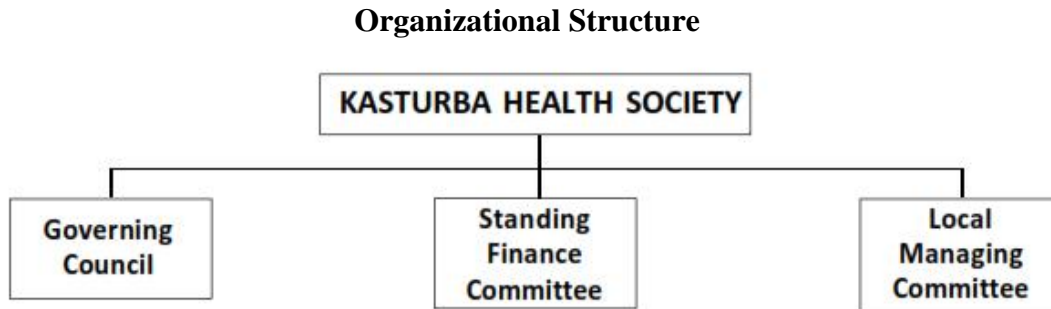 Organizational Structure
KASTURBA HEALTH SOCIETY
Governing
Council
Standing
Finance
Committee
Local
Managing
Committee